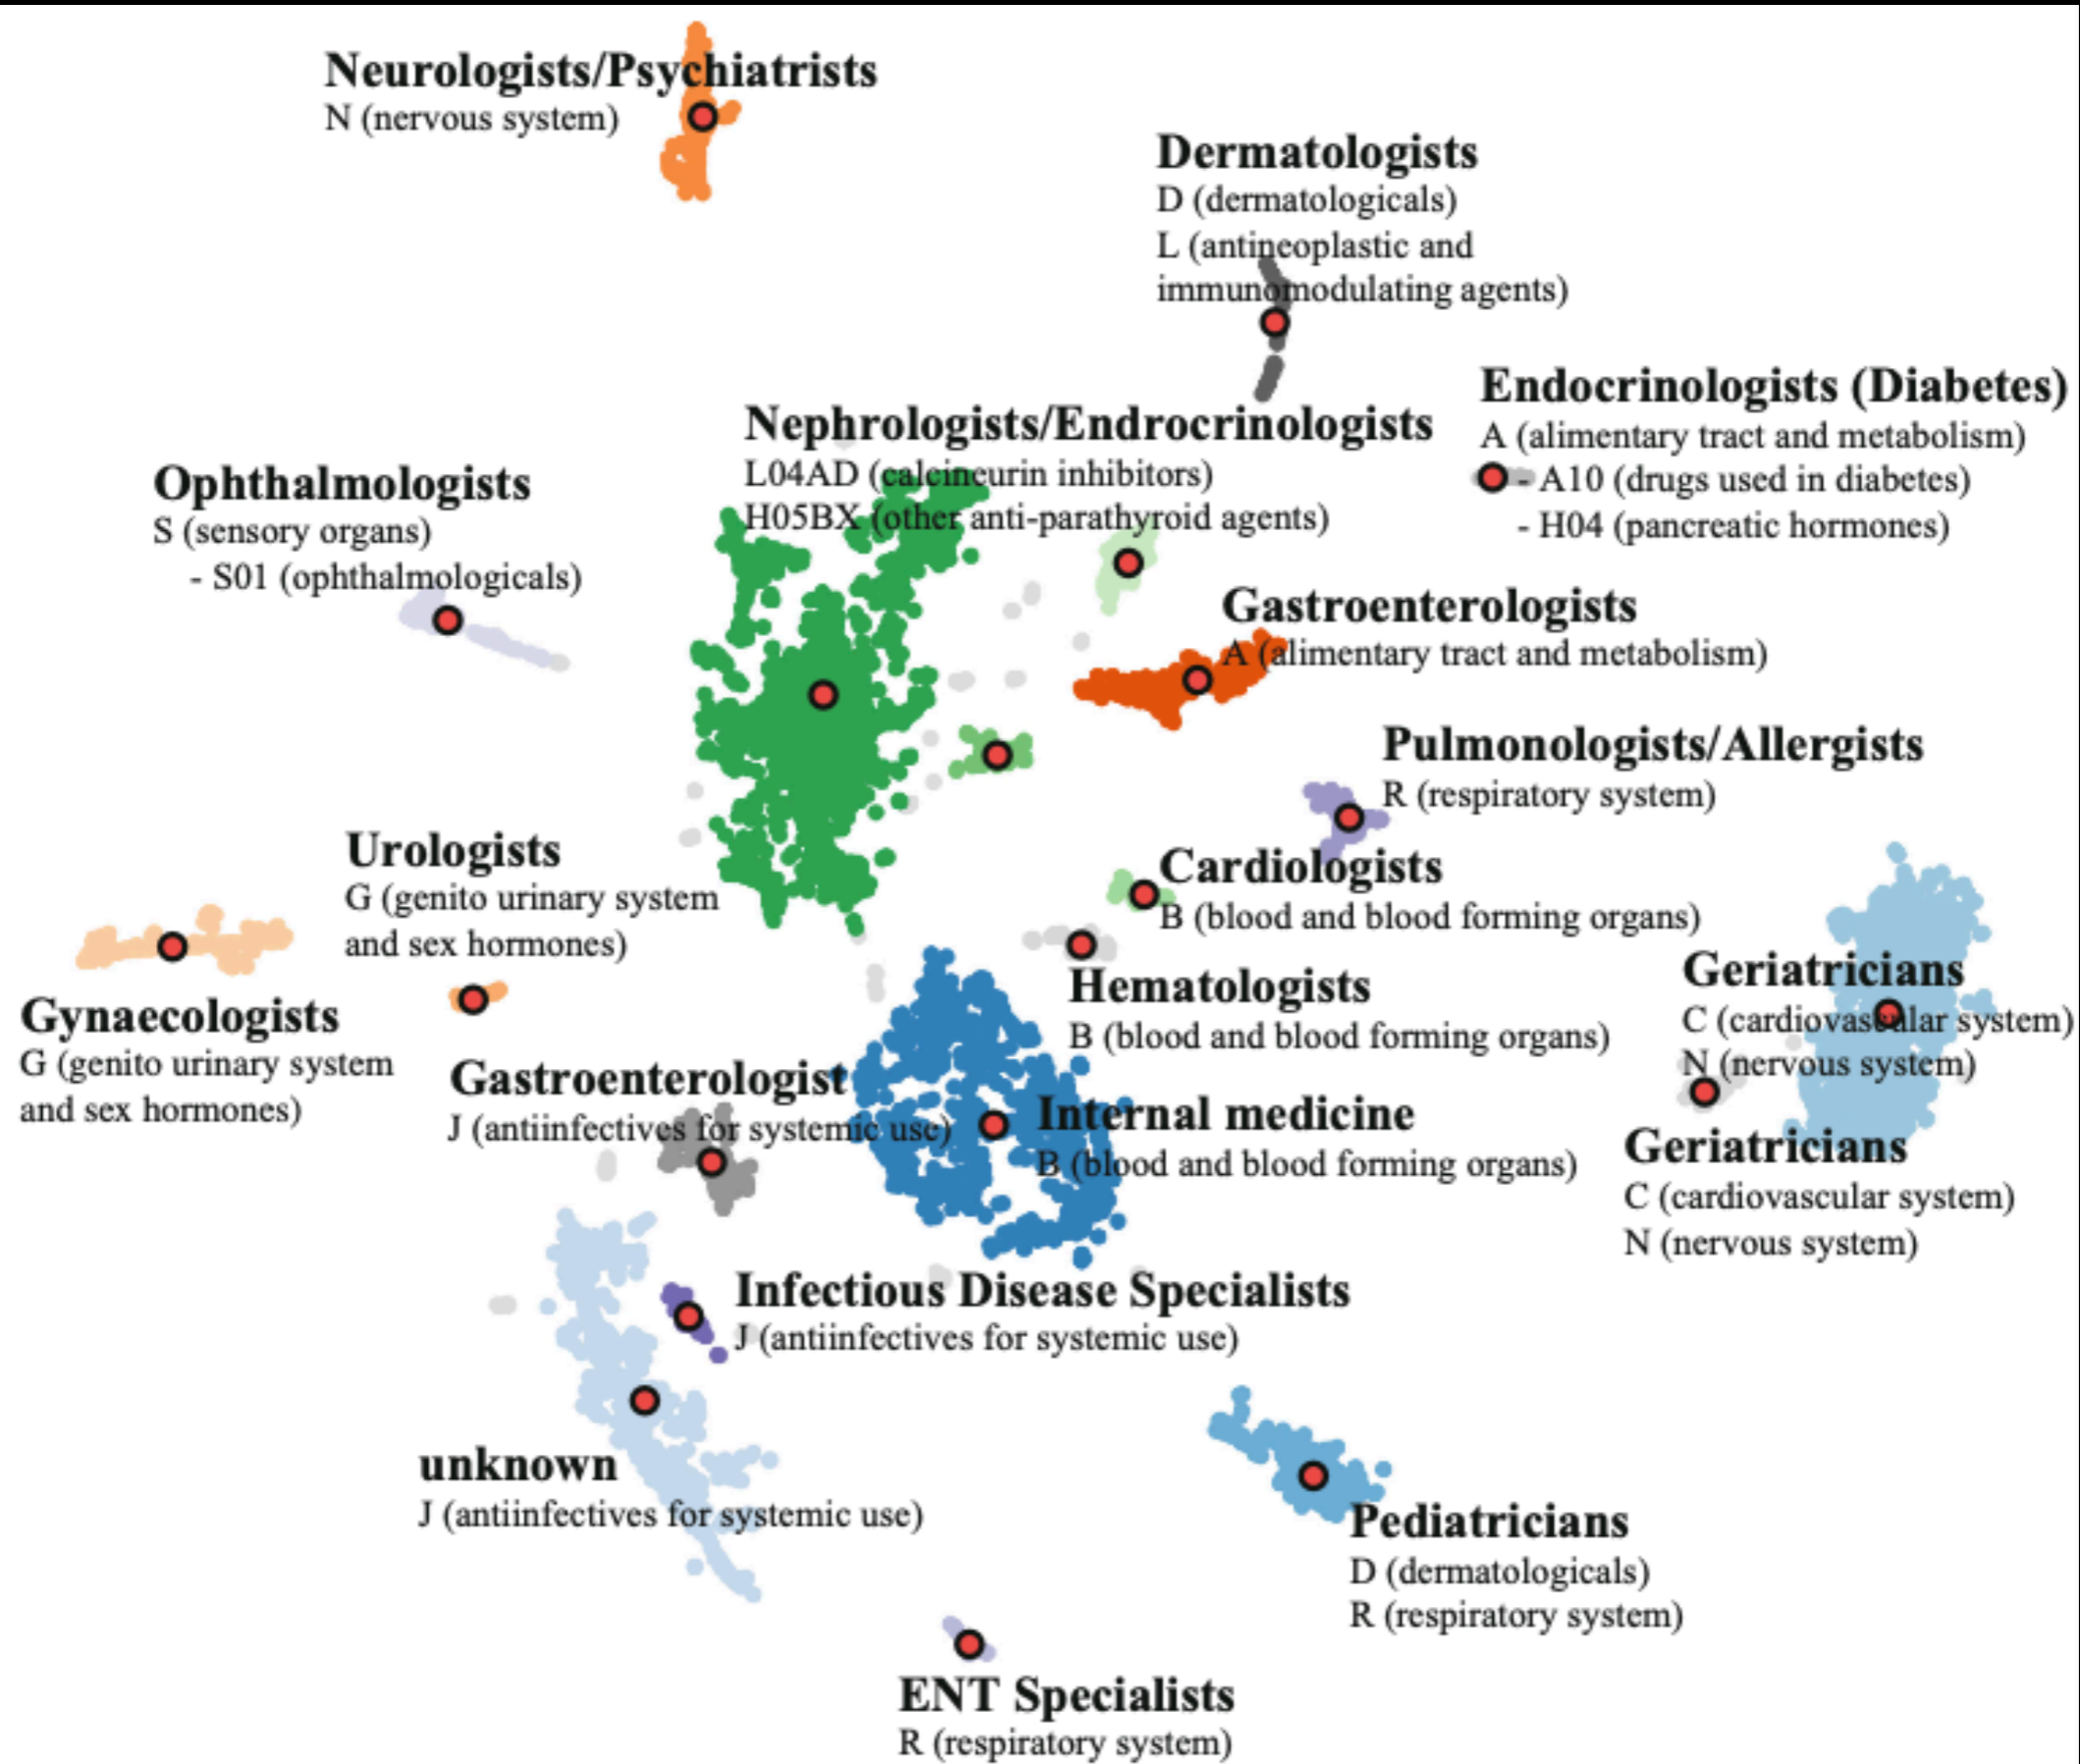 Neurologists/Psychiatrists
N (nervous system)
Dermatologists
D (dermatologicals)
L (antineoplastic and
immunomodulating agents)
Endocrinologists (Diabetes)
A (alimentary tract and metabolism)
- A10 (drugs used in diabetes)
- H04 (pancreatic hormones)
Nephrologists/Endrocrinologists
L04AD (calcineurin inhibitors)
H05BX (other anti-parathyroid agents)
Ophthalmologists
S (sensory organs)
- S01 (ophthalmologicals)
Gastroenterologists
A (alimentary tract and metabolism)
Pulmonologists/Allergists
R (respiratory system)
Urologists
G (genito urinary system
and sex hormones)
Cardiologists
B (blood and blood forming organs)
Geriatricians
C (cardiovascular system)
N (nervous system)
Hematologists
B (blood and blood forming organs)
Gynaecologists
G (genito urinary system
and sex hormones)
Gastroenterologist
J (antiinfectives for systemic use)
Internal medicine
B (blood and blood forming organs)
Geriatricians
C (cardiovascular system)
N (nervous system)
Infectious Disease Specialists
J (antiinfectives for systemic use)
unknown
J (antiinfectives for systemic use)
Pediatricians
D (dermatologicals)
R (respiratory system)
ENT Specialists
R (respiratory system)